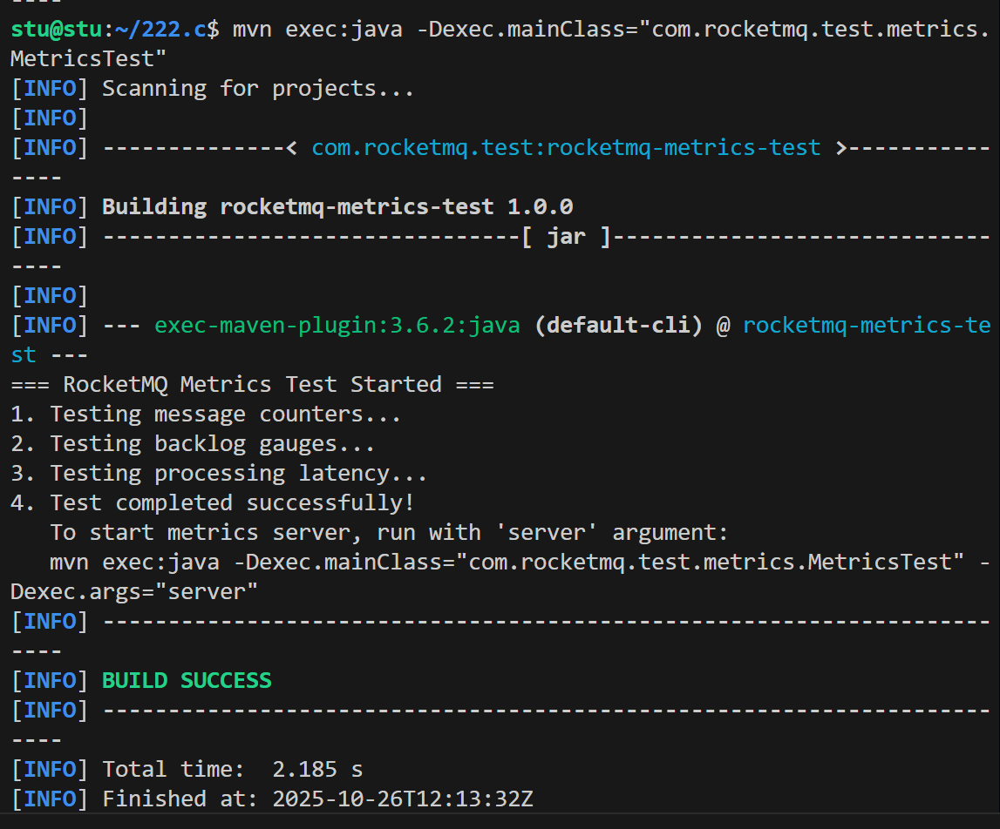 ----
stu@stu:~/222.c$ mvn exec:java -Dexec.mainClass="com.rocketmq.test.metrics.
MetricsTest"
[INFO] Scanning for projects...
[INFO]
[INFO] --------------< com.rocketmq.test:rocketmq-metrics-test >-----------
----
[INFO] Building rocketmq-metrics-test 1.0.0
[INFO] --------------------------------[ jar ]-----------------------------
----
[INFO]
[INFO] --- exec-maven-plugin:3.6.2:java (default-cli) @ rocketmq-metrics-te
st ---
=== RocketMQ Metrics Test Started ===
1. Testing message counters...
2. Testing backlog gauges...
3. Testing processing latency...
4. Test completed successfully!
   To start metrics server, run with 'server' argument:
   mvn exec:java -Dexec.mainClass="com.rocketmq.test.metrics.MetricsTest" -
Dexec.args="server"
[INFO] --------------------------------------------------------------------
----
[INFO] BUILD SUCCESS
[INFO] --------------------------------------------------------------------
----
[INFO] Total time:  2.185 s
[INFO] Finished at: 2025-10-26T12:13:32Z